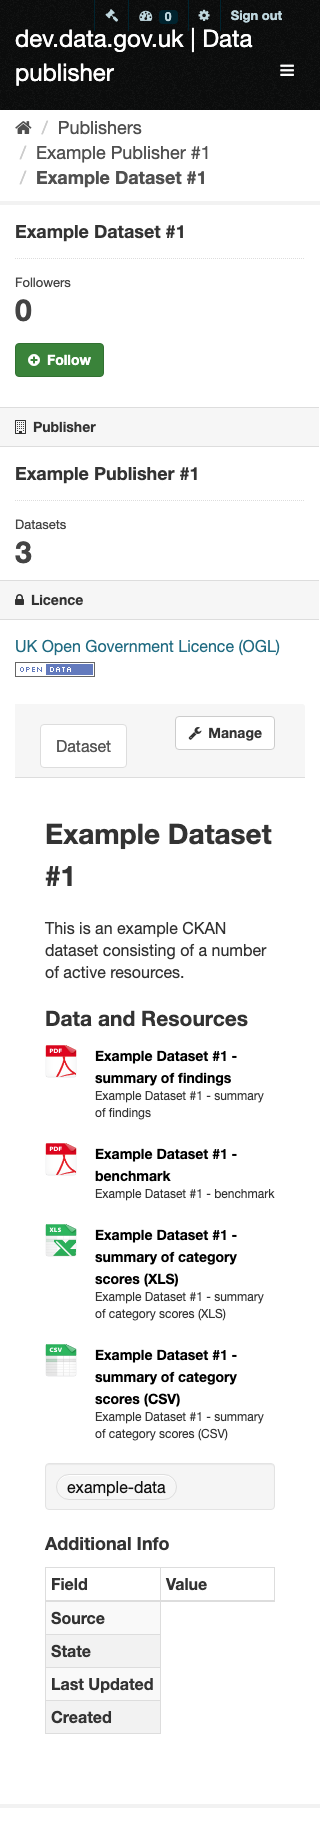 0 Sign out
dev.data.gov.uk | Data
publisher
/ Publishers
/ Example Publisher #1
/ Example Dataset #1
Example Dataset #1
Followers
0
Follow
Publisher
Example Publisher #1
Datasets
3
Licence
UK Open Government Licence (OGL)
OPEN DATA
Dataset
Manage
Example Dataset
#1
This is an example CKAN
dataset consisting of a number
of active resources.
Data and Resources
PDF
Example Dataset #1 -
summary of findings
Example Dataset #1 - summary
of findings
PDF
Example Dataset #1 -
benchmark
Example Dataset #1 - benchmark
XLS
Example Dataset #1 -
summary of category
scores (XLS)
Example Dataset #1 - summary
of category scores (XLS)
CSV
Example Dataset #1 -
summary of category
scores (CSV)
Example Dataset #1 - summary
of category scores (CSV)
example-data
Additional Info
Field Value
Source
State
Last Updated
Created